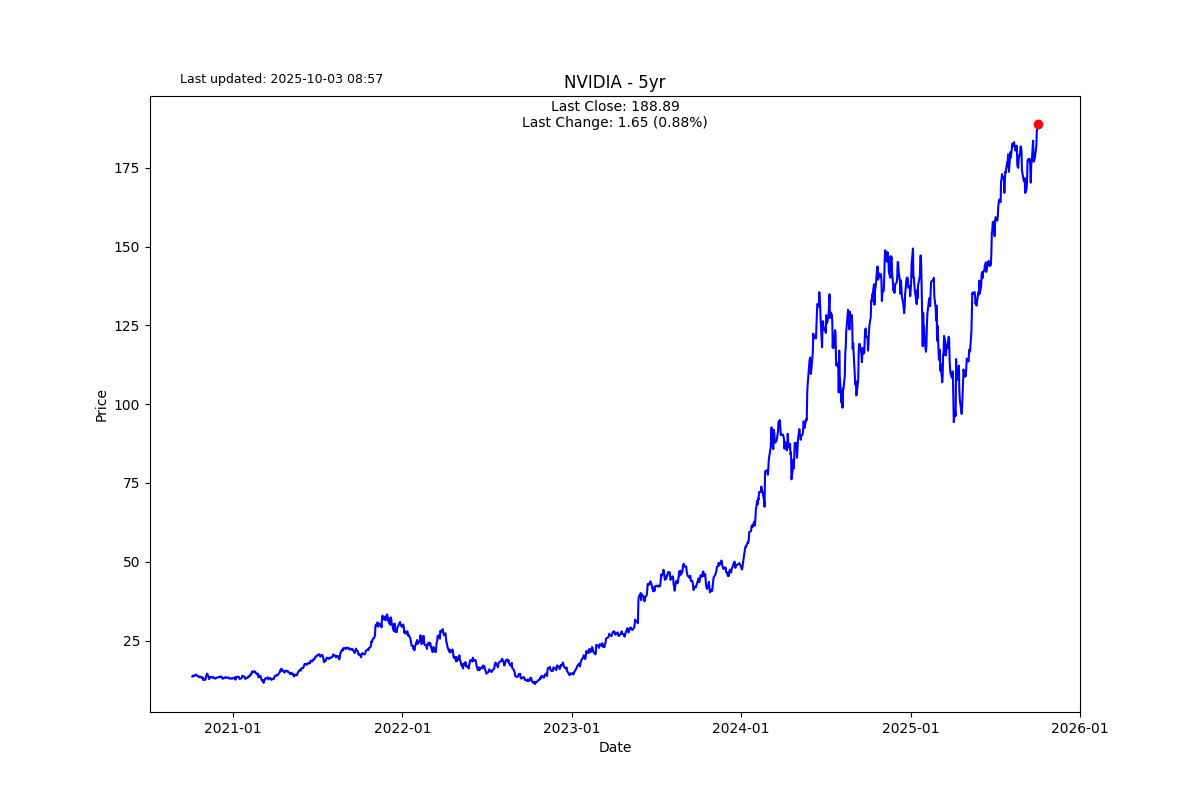 Last updated: 2025-10-03 08:57
NVIDIA - 5yr
Last Close: 188.89
Last Change: 1.65 (0.88%)
175
150
125
100
75
50
25
Price
2021-01
2022-01
2023-01
2024-01
2025-01
2026-01
Date